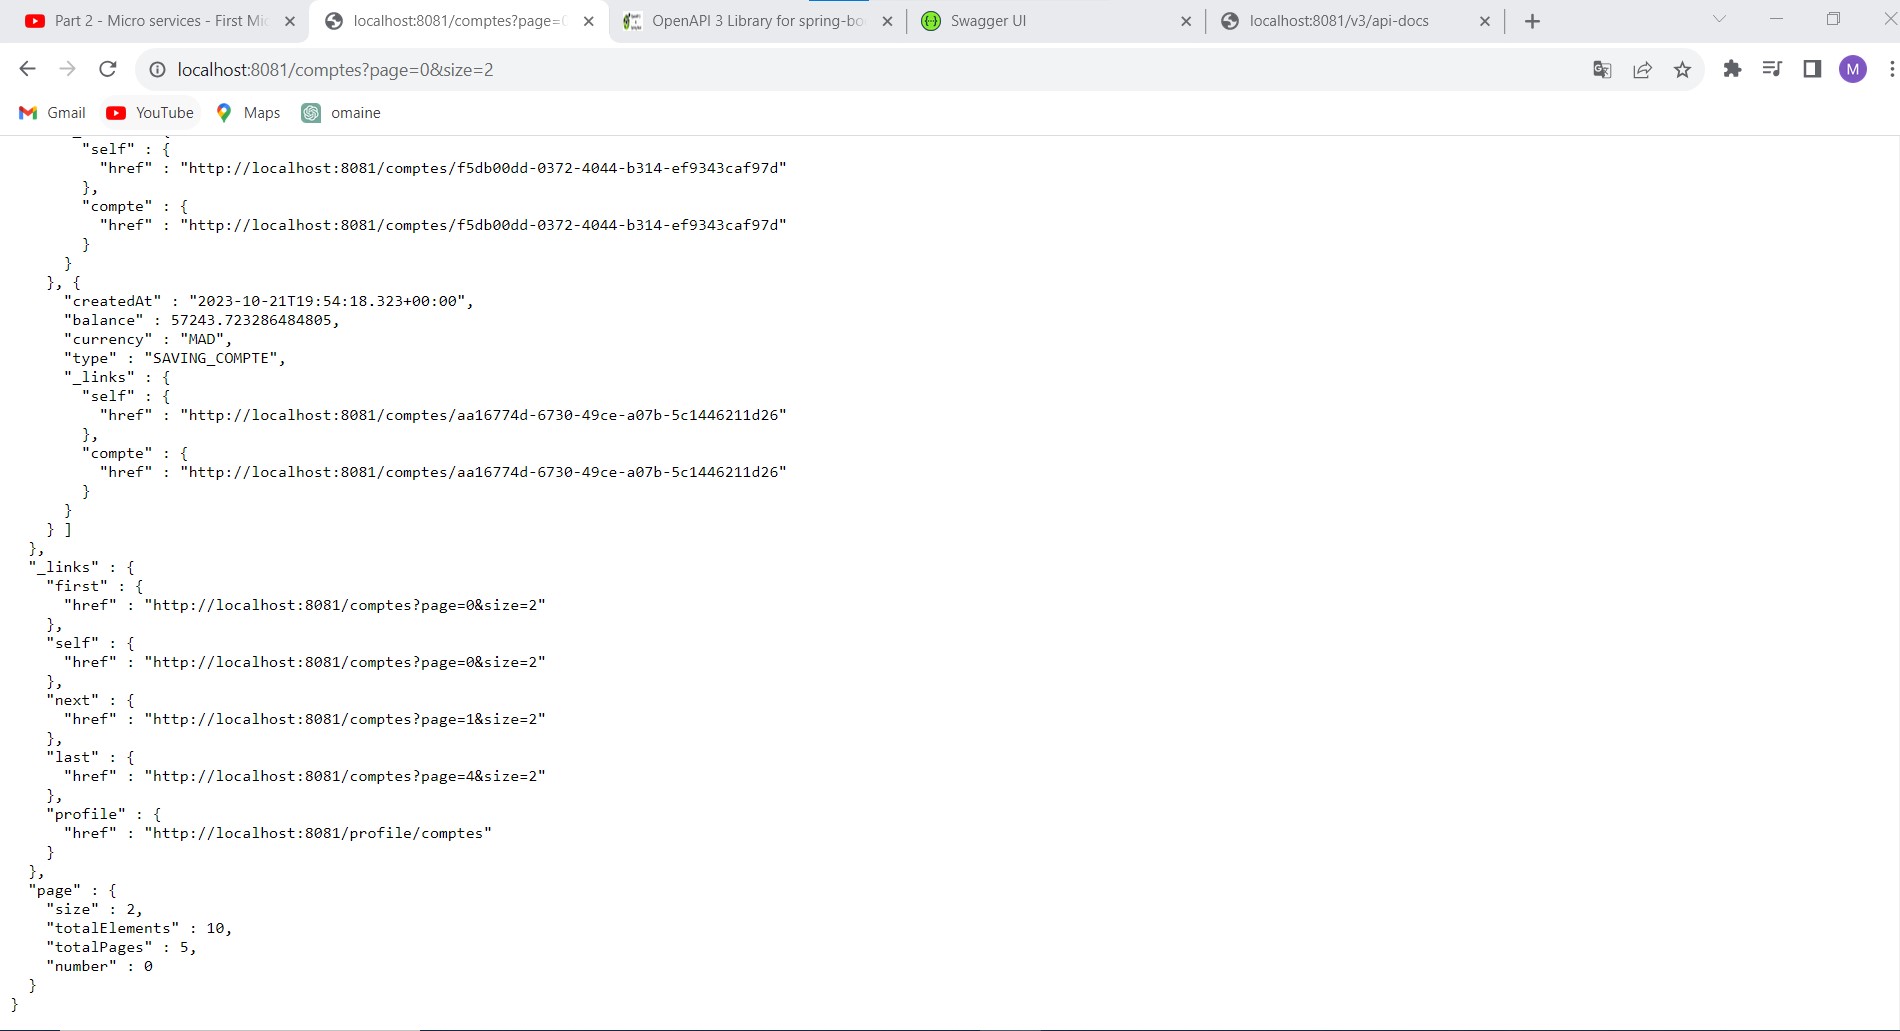 Part 2 - Micro services - First Mic
localhost:8081/comptes?page=0
OpenAPI 3 Library for spring-bo
Swagger UI
localhost:8081/v3/api-docs
localhost:8081/comptes?page=0&size=2
M
Gmail
YouTube
Maps
omaine
"self" : {
"href" : "http://localhost:8081/comptes/f5db00dd-0372-4044-b314-ef9343caf97d"
},
"compte" : {
"href" : "http://localhost:8081/comptes/f5db00dd-0372-4044-b314-ef9343caf97d"
}
}
}, {
"createdAt" : "2023-10-21T19:54:18.323+00:00",
"balance" : 57243.723286484805,
"currency" : "MAD",
"type" : "SAVING_COMPTE",
"_links" : {
"self" : {
"href" : "http://localhost:8081/comptes/aa16774d-6730-49ce-a07b-5c1446211d26"
},
"compte" : {
"href" : "http://localhost:8081/comptes/aa16774d-6730-49ce-a07b-5c1446211d26"
}
}
} ]
},
"_links" : {
"first" : {
"href" : "http://localhost:8081/comptes?page=0&size=2"
},
"self" : {
"href" : "http://localhost:8081/comptes?page=0&size=2"
},
"next" : {
"href" : "http://localhost:8081/comptes?page=1&size=2"
},
"last" : {
"href" : "http://localhost:8081/comptes?page=4&size=2"
},
"profile" : {
"href" : "http://localhost:8081/profile/comptes"
}
},
"page" : {
"size" : 2,
"totalElements" : 10,
"totalPages" : 5,
"number" : 0
}
}